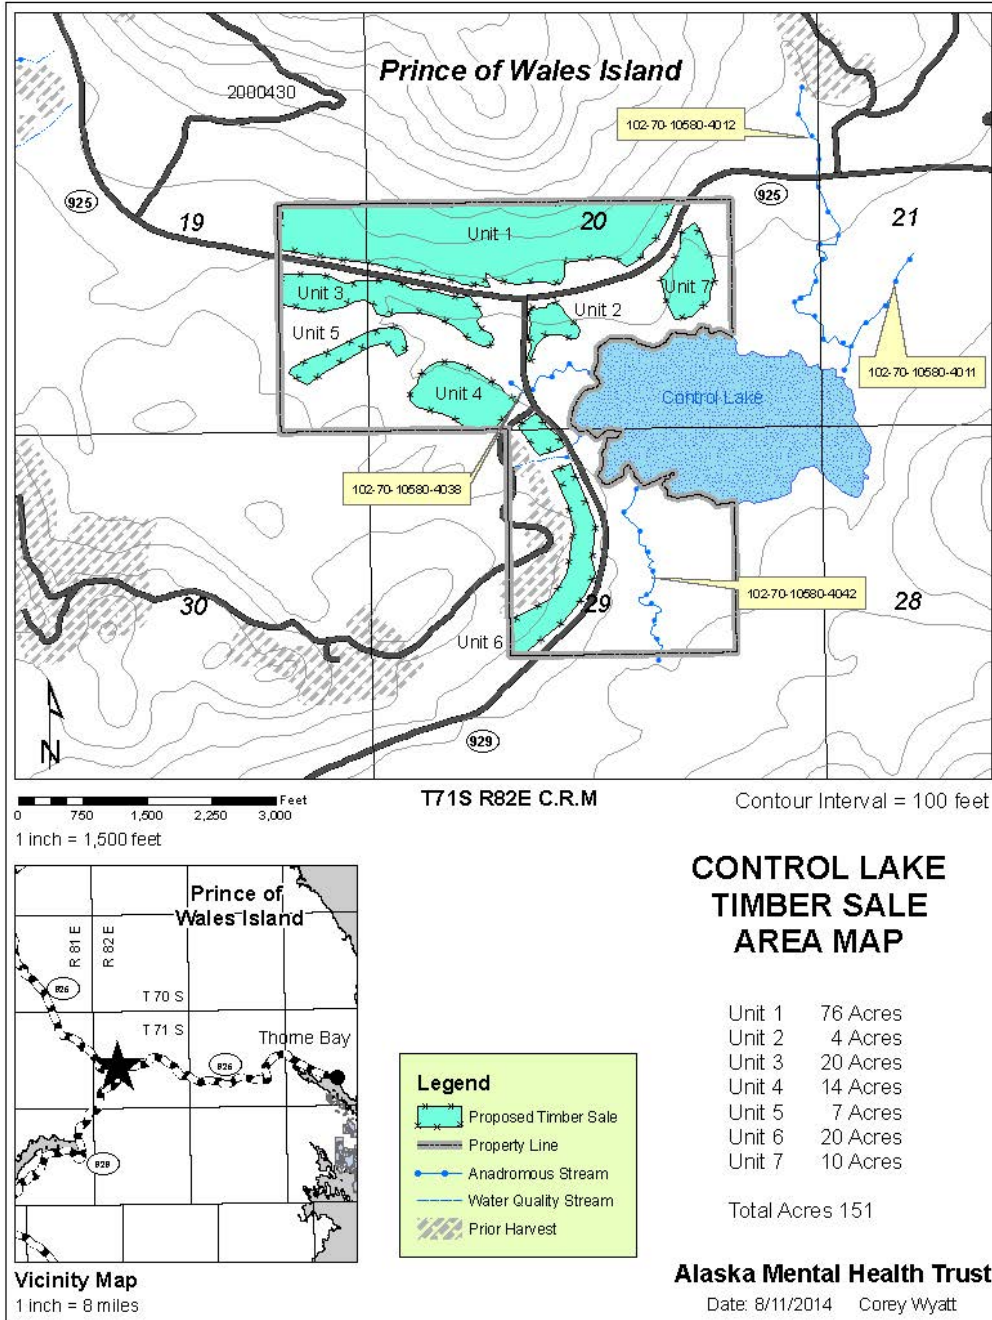 Prince of Wales Island
2000430
102-70-10580-4012
925
19
20
925
21
Unit 1
Unit 3
Unit 7
Unit 2
Unit 5
102-70-10580-4011
Unit 4
Control Lake
102-70-10580-4038
102-70-10580-4042
30
29
28
Unit 6
N
929
Feet
0 750 1,500 2,250 3,000
1 inch = 1,500 feet
T71S R82E C.R.M
Contour Interval = 100 feet
Prince of
Wales Island
R 81 E
R 82 E
T 70 S
T 71 S
Thorne Bay
Vicinity Map
1 inch = 8 miles
Legend
Proposed Timber Sale
Property Line
Anadromous Stream
Water Quality Stream
Prior Harvest
CONTROL LAKE
TIMBER SALE
AREA MAP
Unit 1 76 Acres
Unit 2 4 Acres
Unit 3 20 Acres
Unit 4 14 Acres
Unit 5 7 Acres
Unit 6 20 Acres
Unit 7 10 Acres
Total Acres 151
Alaska Mental Health Trust
Date: 8/11/2014 Corey Wyatt